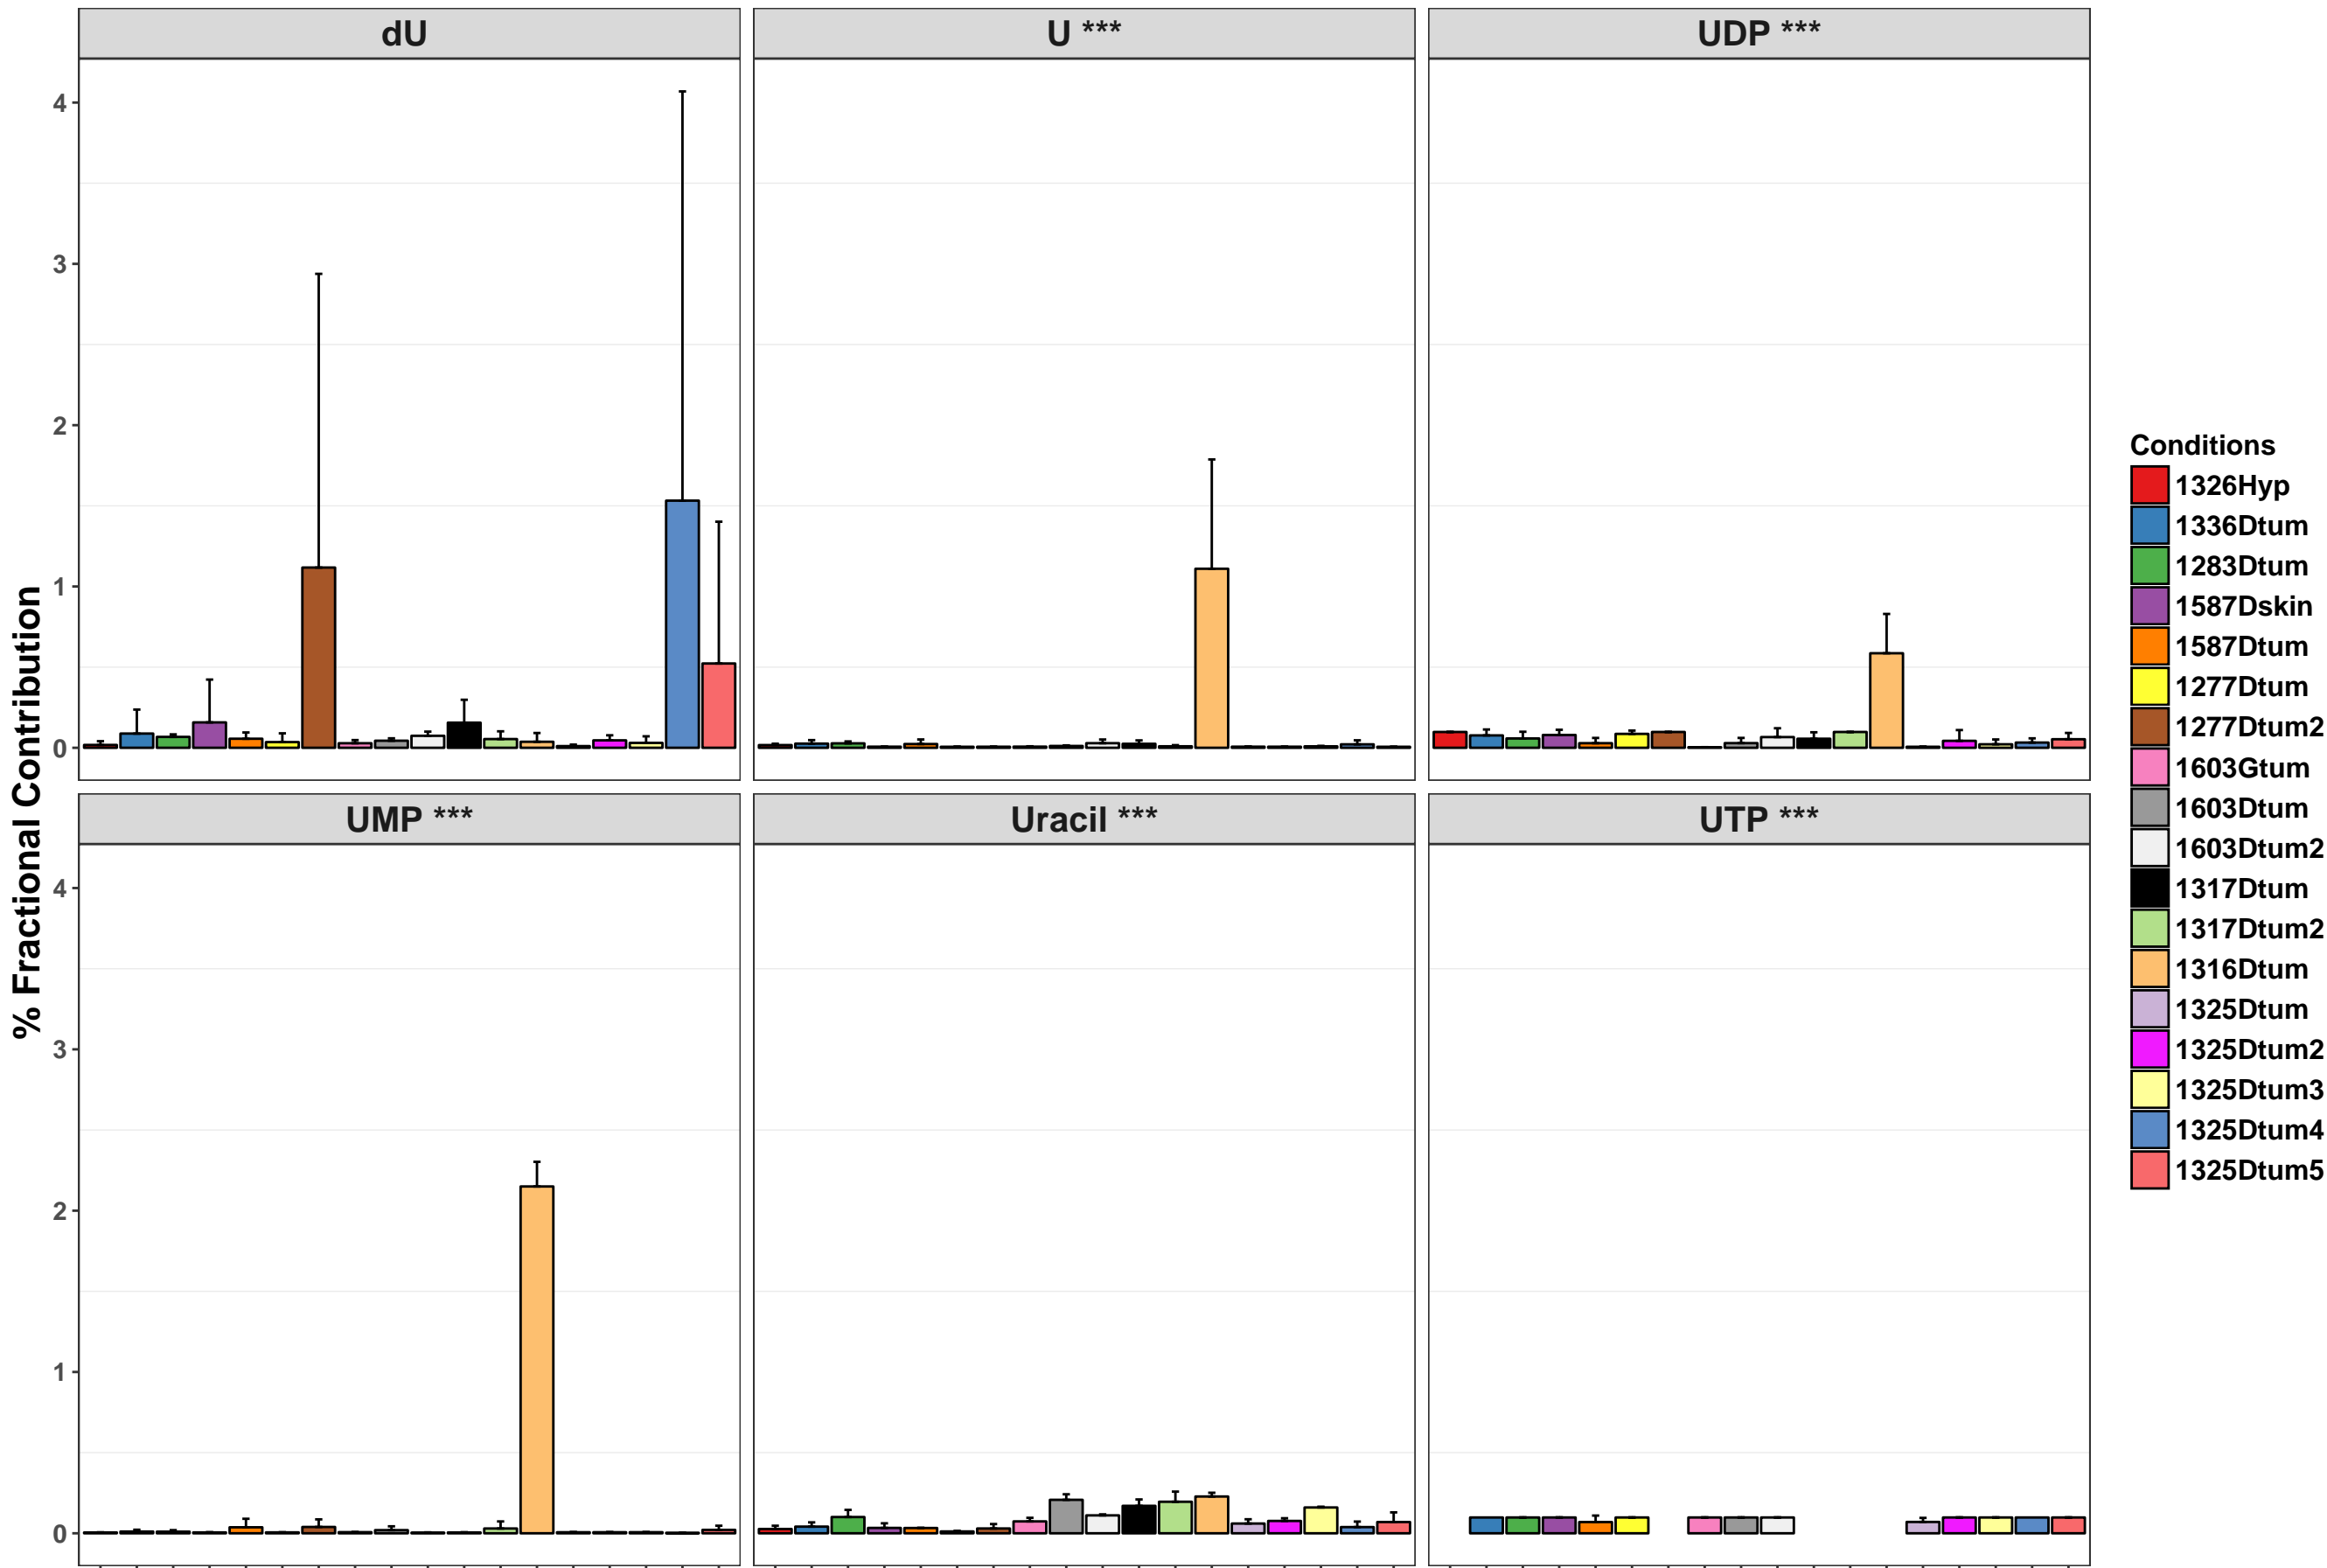 dU
U ***
UDP ***
4
3
2
1
0
UMP ***
Uracil ***
UTP ***
4
3
2
1
0
% Fractional Contribution
Conditions
1326Hyp
1336Dtum
1283Dtum
1587Dskin
1587Dtum
1277Dtum
1277Dtum2
1603Gtum
1603Dtum
1603Dtum2
1317Dtum
1317Dtum2
1316Dtum
1325Dtum
1325Dtum2
1325Dtum3
1325Dtum4
1325Dtum5